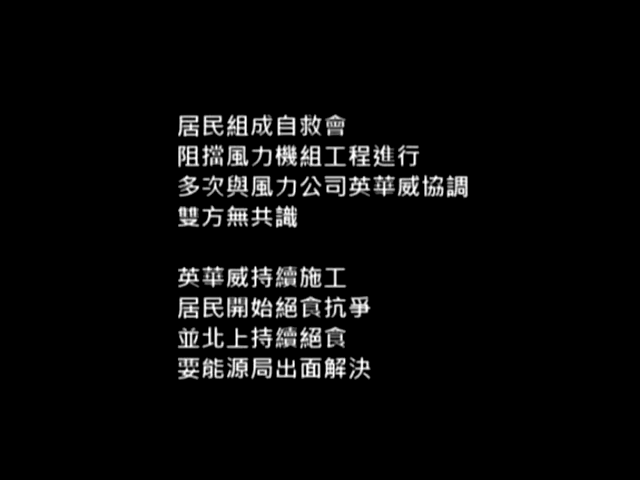 居民組成自救會
阻擋風力機組工程進行
多次與風力公司英華威協調
雙方無共識
英華威持續施工
居民開始絕食抗爭
並北上持續絕食
要能源局出面解決